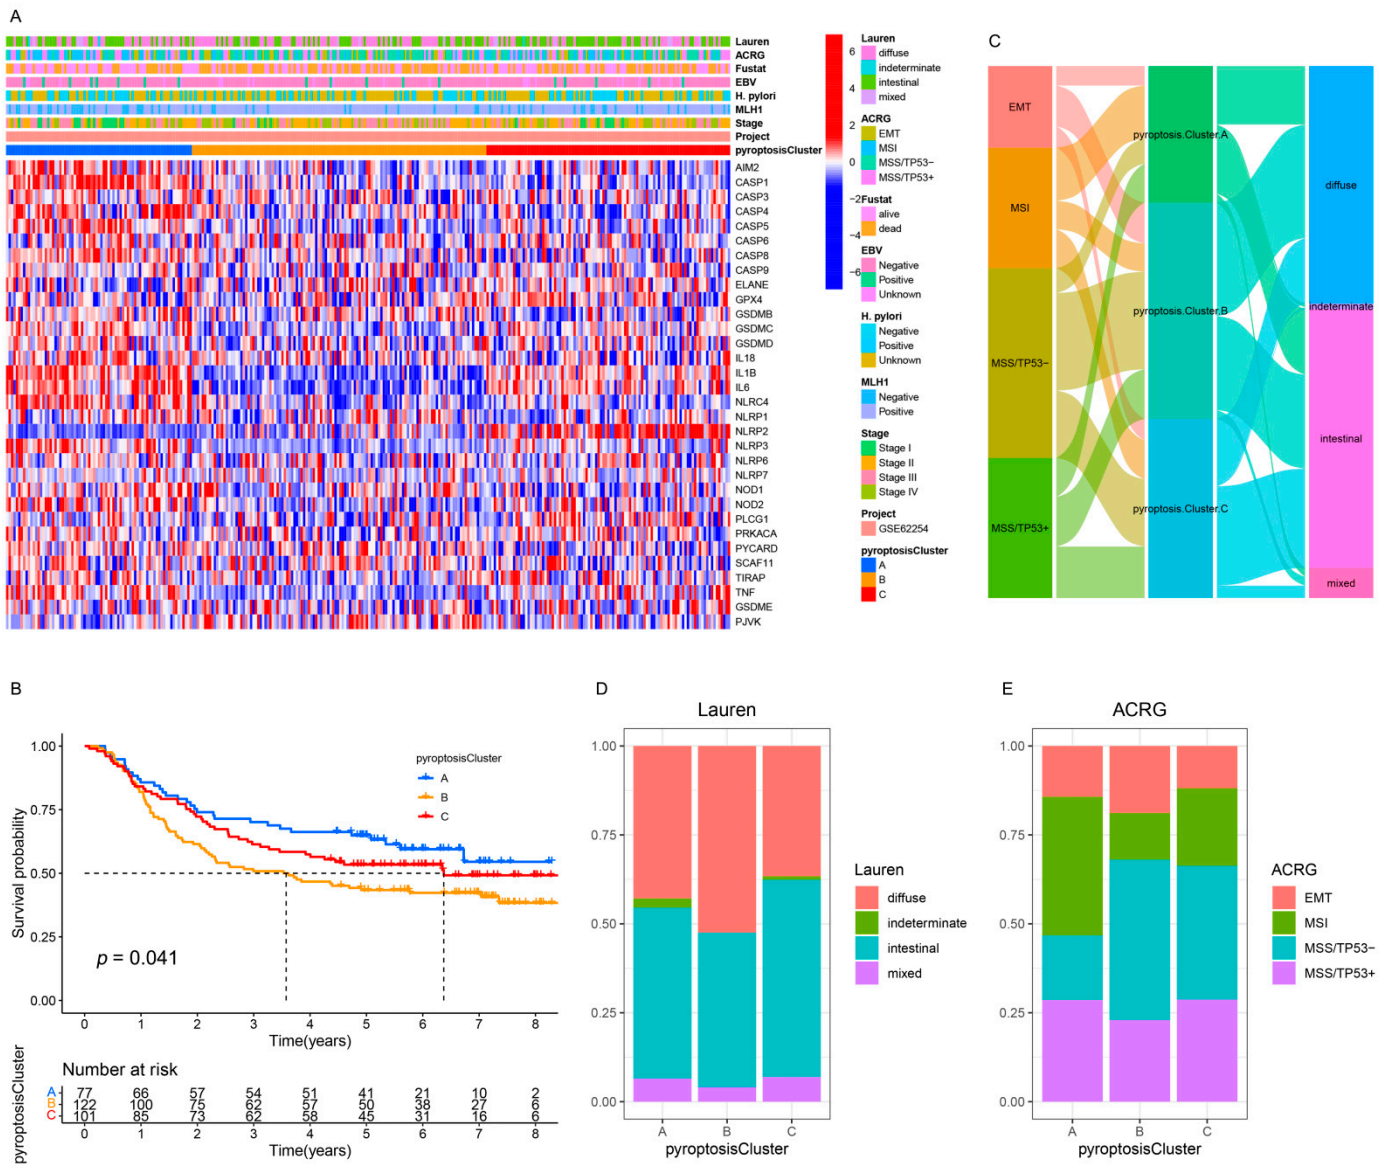 A
Lauren
ACRG
Fustat
EBV
H. pylori
MLH1
Stage
Project
pyroptosisCluster
AIM2
CASP1
CASP3
CASP4
CASP5
CASP6
CASP8
CASP9
ELANE
GPX4
GSDMB
GSDMC
GSDMD
IL18
IL1B
IL6
NLRC4
NLRP1
NLRP2
NLRP3
NLRP6
NLRP7
NOD1
NOD2
PLCG1
PRKACA
PYCARD
SCAF11
TIRAP
TNF
GSDME
PJVK
6
4
2
0
−2
−4
−6
Lauren
diffuse
indeterminate
intestinal
mixed
ACRG
EMT
MSI
MSS/TP53−
MSS/TP53+
Fustat
alive
dead
EBV
Negative
Positive
Unknown
H. pylori
Negative
Positive
Unknown
MLH1
Negative
Positive
Stage
Stage I
Stage II
Stage III
Stage IV
Project
GSE62254
pyroptosisCluster
A
B
C
C
EMT
MSI
MSS/TP53−
MSS/TP53+
pyroptosis.Cluster.A
pyroptosis.Cluster.B
pyroptosis.Cluster.C
diffuse
indeterminate
intestinal
mixed
B
Survival probability
1.00
0.75
0.50
0.25
0.00
pyroptosisCluster
A
B
C
p = 0.041
0 1 2 3 4 5 6 7 8
Time(years)
Number at risk
pyroptosisCluster
A 77 66 57 54 51 41 21 10 2
B 122 100 75 62 57 50 38 27 6
C 101 85 73 62 58 45 31 16 6
0 1 2 3 4 5 6 7 8
Time(years)
D
Lauren
1.00
0.75
0.50
0.25
0.00
A B C
pyroptosisCluster
Lauren
diffuse
indeterminate
intestinal
mixed
E
ACRG
1.00
0.75
0.50
0.25
0.00
A B C
pyroptosisCluster
ACRG
EMT
MSI
MSS/TP53−
MSS/TP53+